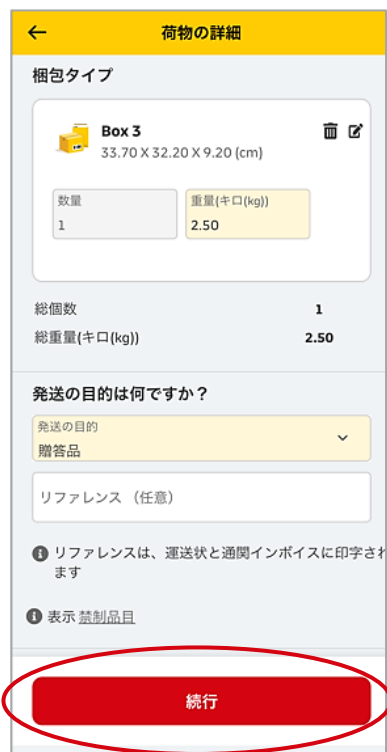 荷物の詳細
梱包タイプ
Box 3
33.70 X 32.20 X 9.20 (cm)
数量
1
重量(キロ(kg))
2.50
総個数 1
総重量(キロ(kg)) 2.50
発送の目的は何ですか？
発送の目的
贈答品
リファレンス （任意）
リファレンスは、運送状と通関インボイスに印字され
ます
表示 禁制品目
続行